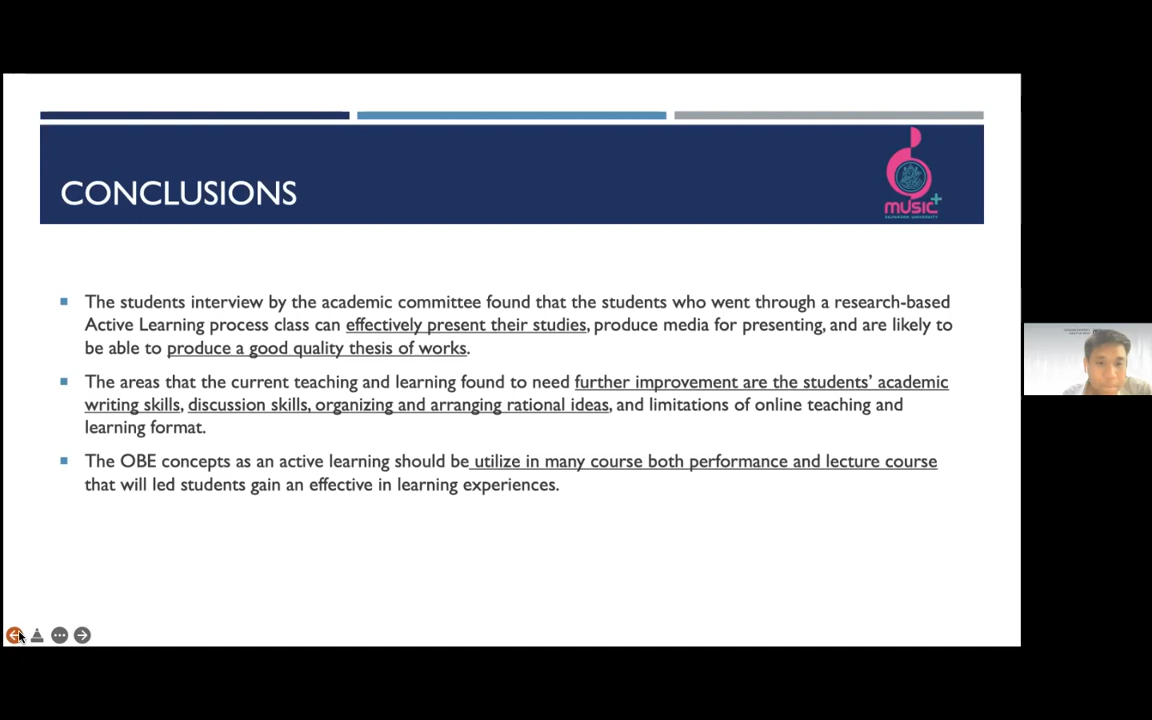 CONCLUSIONS
music+
The students interview by the academic committee found that the students who went through a research-based
Active Learning process class can effectively present their studies, produce media for presenting, and are likely to
be able to produce a good quality thesis of works.
The areas that the current teaching and learning found to need further improvement are the students’ academic
writing skills, discussion skills, organizing and arranging rational ideas, and limitations of online teaching and
learning format.
The OBE concepts as an active learning should be utilize in many course both performance and lecture course
that will led students gain an effective in learning experiences.